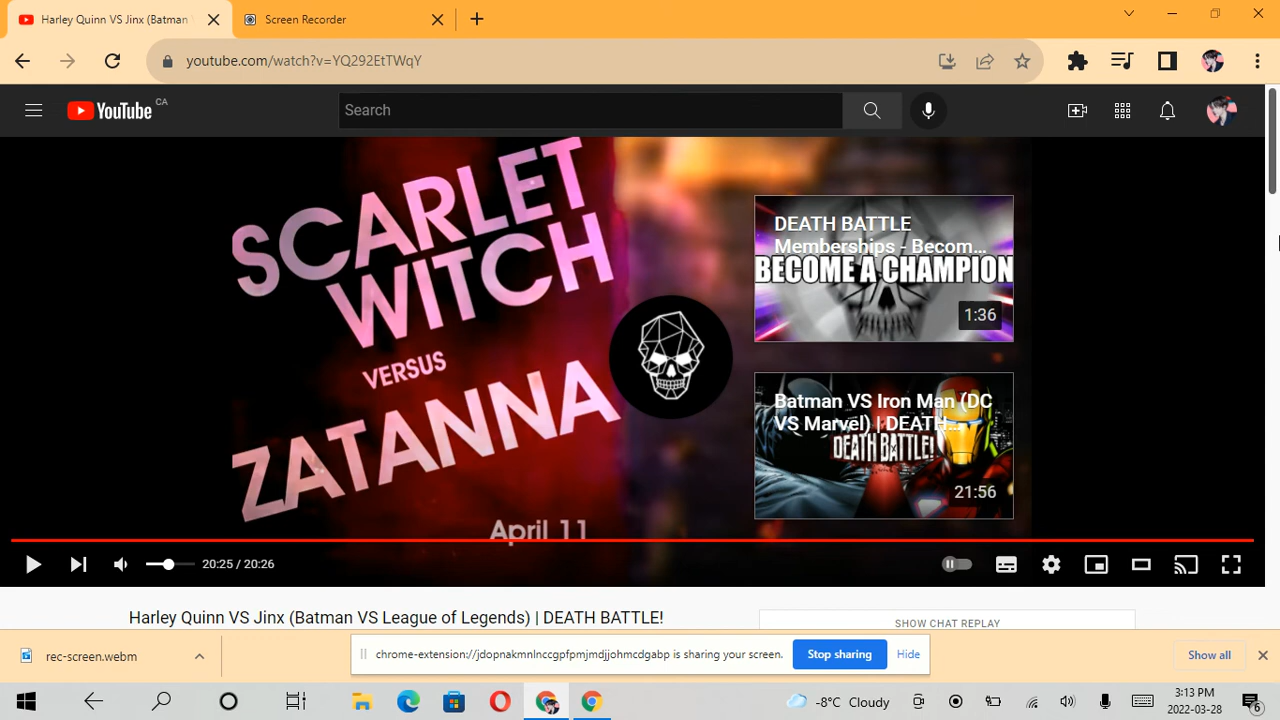 Harley Quinn VS Jinx (Batman
Screen Recorder
youtube.com/watch?v=YQ292EtTWqY
YouTube CA
Search
SCARLET
WITCH
VERSUS
ZATANNA
April 11
DEATH BATTLE
Memberships - Becom...
BECOME A CHAMPION
1:36
Batman VS Iron Man (DC
VS Marvel) | DEATH...
DEATH BATTLE!
21:56
20:25 / 20:26
Harley Quinn VS Jinx (Batman VS League of Legends) | DEATH BATTLE!
SHOW CHAT REPLAY
rec-screen.webm
chrome-extension://jdopnakmnlnccgpfpmjmdjjohmcdgabp is sharing your screen.
Stop sharing
Hide
Show all
-8°C Cloudy
3:13 PM
2022-03-28
6